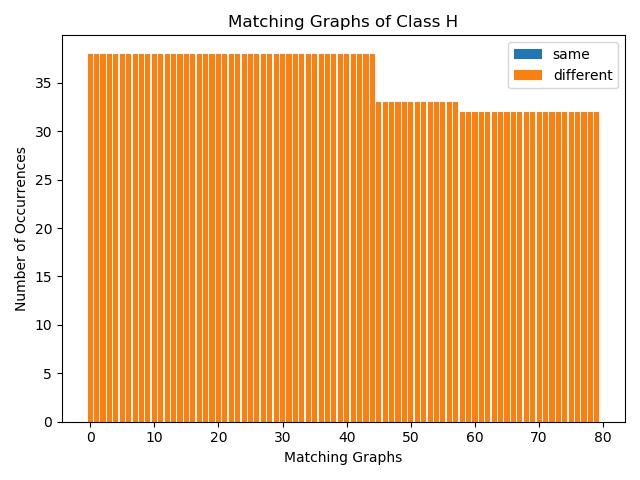 Matching Graphs of Class H
same
different
Number of Occurrences
35
30
25
20
15
10
5
0
0 10 20 30 40 50 60 70 80
Matching Graphs